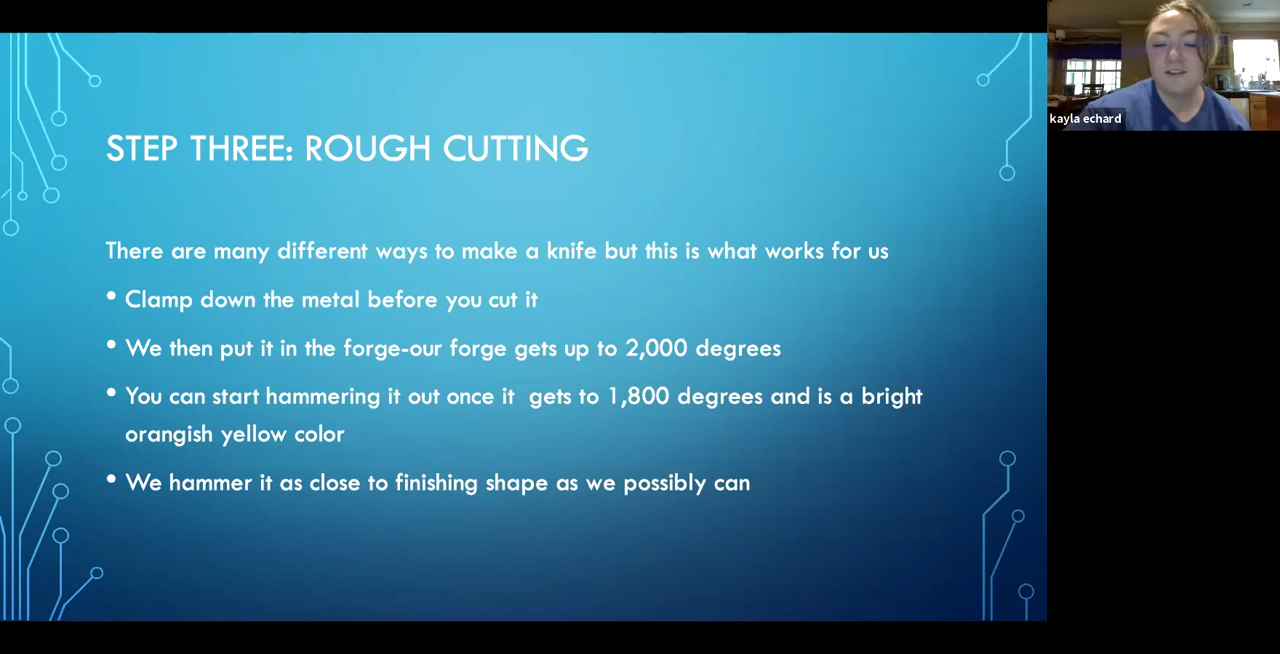 STEP THREE: ROUGH CUTTING
There are many different ways to make a knife but this is what works for us
• Clamp down the metal before you cut it
• We then put it in the forge-our forge gets up to 2,000 degrees
• You can start hammering it out once it  gets to 1,800 degrees and is a bright
orangish yellow color
• We hammer it as close to finishing shape as we possibly can
kayla echard